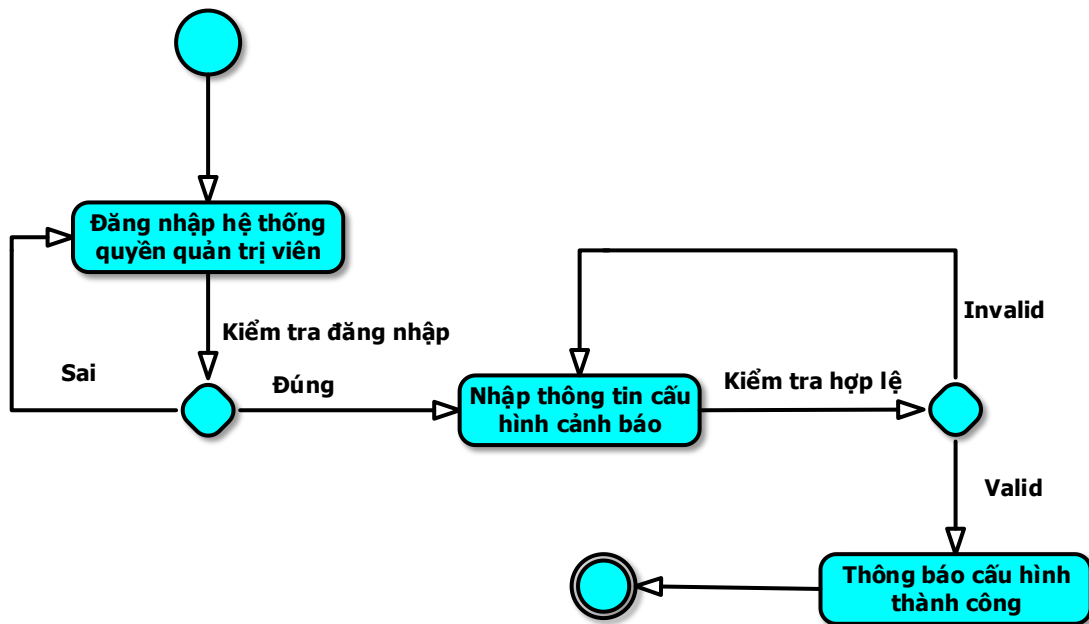 Đăng nhập hệ thống
quyền quản trị viên
Kiểm tra đăng nhập
Sai
Đúng
Nhập thông tin cấu
hình cảnh báo
Kiểm tra hợp lệ
Invalid
Valid
Thông báo cấu hình
thành công